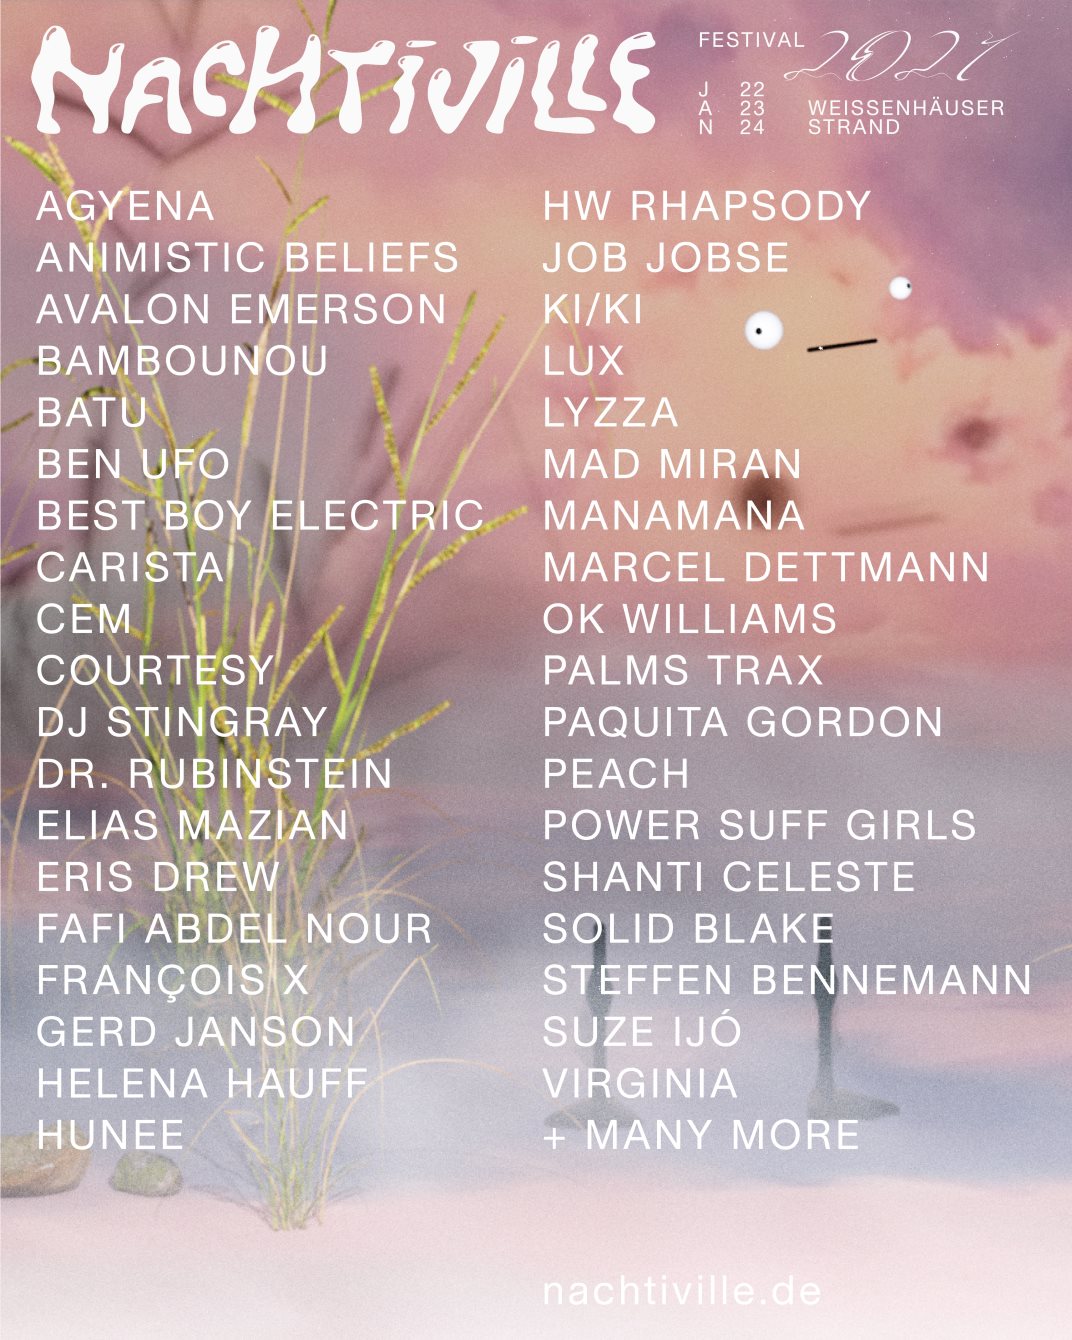 NACHTIVILLE
FESTIVAL 2021
JAN
22
23
24
WEISSENHÄUSER
STRAND
AGYENA
ANIMISTIC BELIEFS
AVALON EMERSON
BAMBOUNOU
BATU
BEN UFO
BEST BOY ELECTRIC
CARISTA
CEM
COURTESY
DJ STINGRAY
DR. RUBINSTEIN
ELIAS MAZIAN
ERIS DREW
FAFI ABDEL NOUR
FRANÇOIS X
GERD JANSON
HELENA HAUFF
HUNEE
HW RHAPSODY
JOB JOBSE
KI/KI
LUX
LYZZA
MAD MIRAN
MANAMANA
MARCEL DETTMANN
OK WILLIAMS
PALMS TRAX
PAQUITA GORDON
PEACH
POWER SUFF GIRLS
SHANTI CELESTE
SOLID BLAKE
STEFFEN BENNEMANN
SUZE IJÓ
VIRGINIA
+ MANY MORE
nachtiville.de